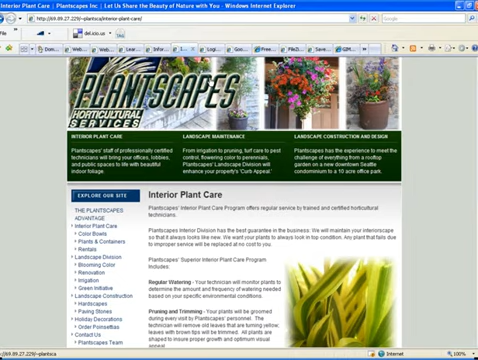 Interior Plant Care | Plantscapes Inc | Let Us Share the Beauty of Nature with You - Windows Internet Explorer
http://69.89.27.229/~plantsca/interior-plant-care/
File
del.icio.us
TAG
Web
Lear
Infor
Logi
Goo
Free
File2
Save
GIM
PLANTSCAPES
HORTICULTURAL
SERVICES
INTERIOR PLANT CARE
Plantscapes' staff of professionally certified
technicians will bring your offices, lobbies,
and public spaces to life with beautiful
indoor foliage.
LANDSCAPE MAINTENANCE
From irrigation to pruning, turf care to pest
control, flowering color to perennials,
Plantscapes' Landscape Division will
enhance your property's 'Curb Appeal.'
LANDSCAPE CONSTRUCTION AND DESIGN
Plantscapes has the experience to meet the
challenge of everything from a rooftop
garden on a new downtown Seattle
condominium to a 10 acre office park.
EXPLORE OUR SITE
THE PLANTSCAPES
ADVANTAGE
Interior Plant Care
Color Bowls
Plants & Containers
Rentals
Landscape Division
Blooming Color
Renovation
Irrigation
Green Initiative
Landscape Construction
Hardscapes
Paving Stones
Holiday Decorations
Order Poinsettias
Contact Us
Plantscapes Team
Interior Plant Care
Plantscapes' Interior Plant Care Program offers regular service by trained and certified horticultural
technicians.
Plantscapes Interior Division has the best guarantee in the business. We will maintain your interiorscape
so that it always looks like new. We want your plants to always look in top condition. Any plant that fails due
to improper service will be replaced at no cost to you.
Plantscapes' Superior Interior Plant Care Program
Includes:
Regular Watering - Your technician will monitor plants to
determine the amount and frequency of watering needed
based on your specific environmental conditions.
Pruning and Trimming - Your plants will be groomed
during every visit by Plantscapes' personnel. The
technician will remove old leaves that are turning yellow;
leaves with brown tips will be trimmed. All plants are
shaped to insure proper growth and optimum visual
appeal.
Internet